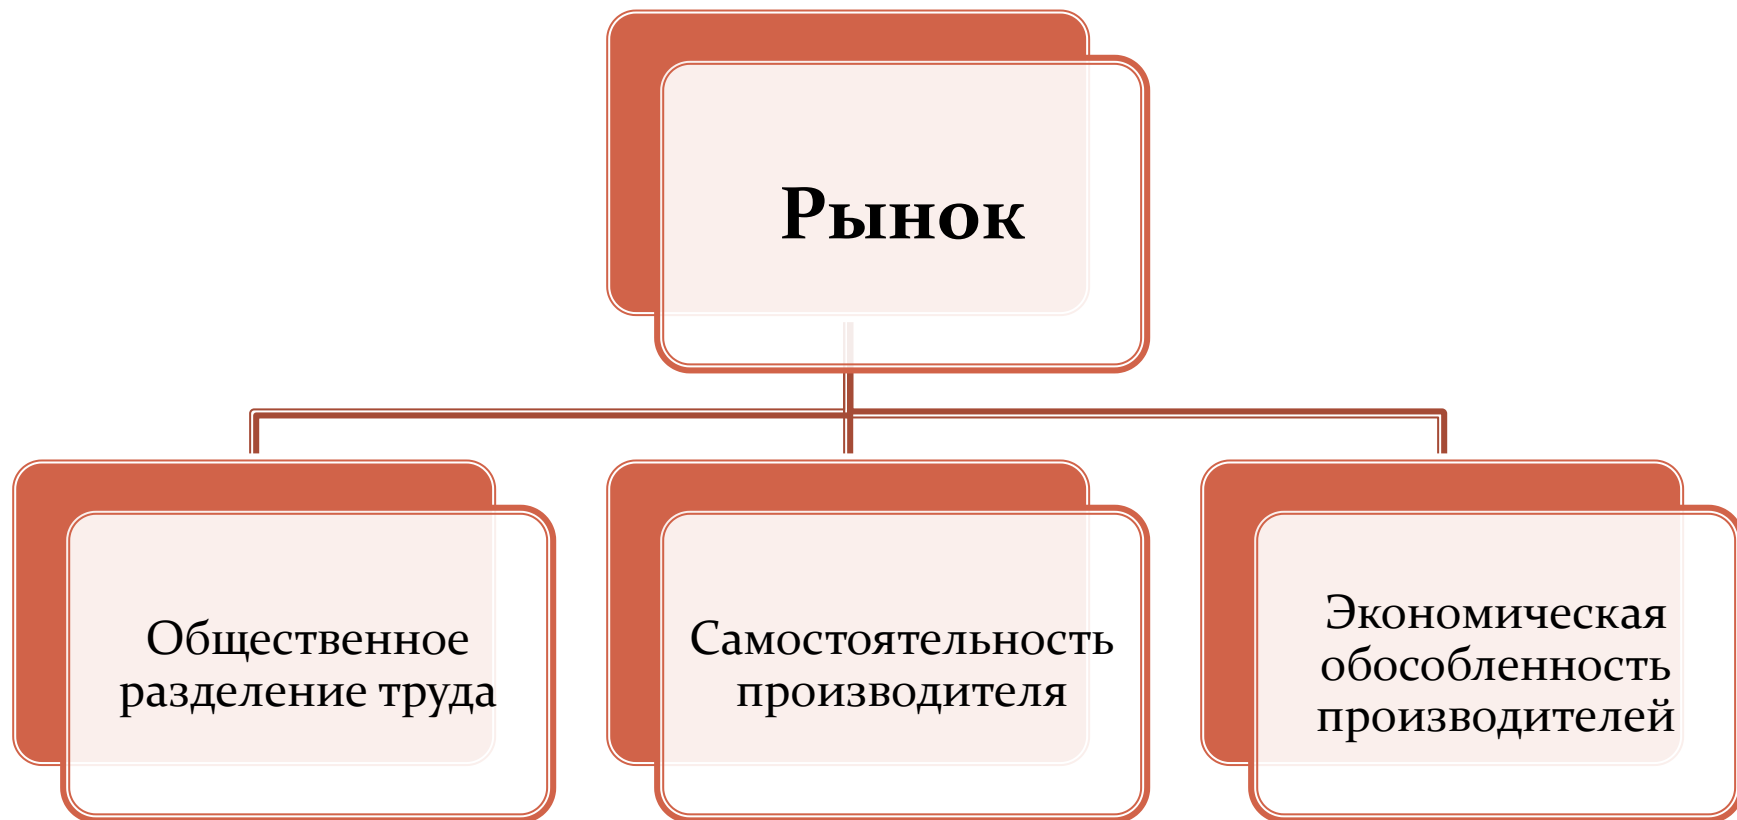 Рынок
Общественное
разделение труда
Самостоятельность
производителя
Экономическая
обособленность
производителей